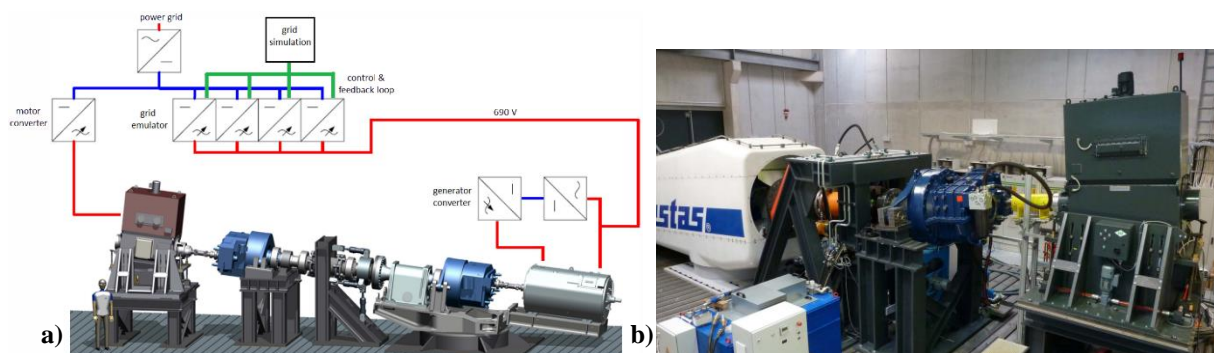 power grid
grid
simulation
control &
feedback loop
motor
converter
grid
emulator
690 V
generator
converter
a)
b)
stas